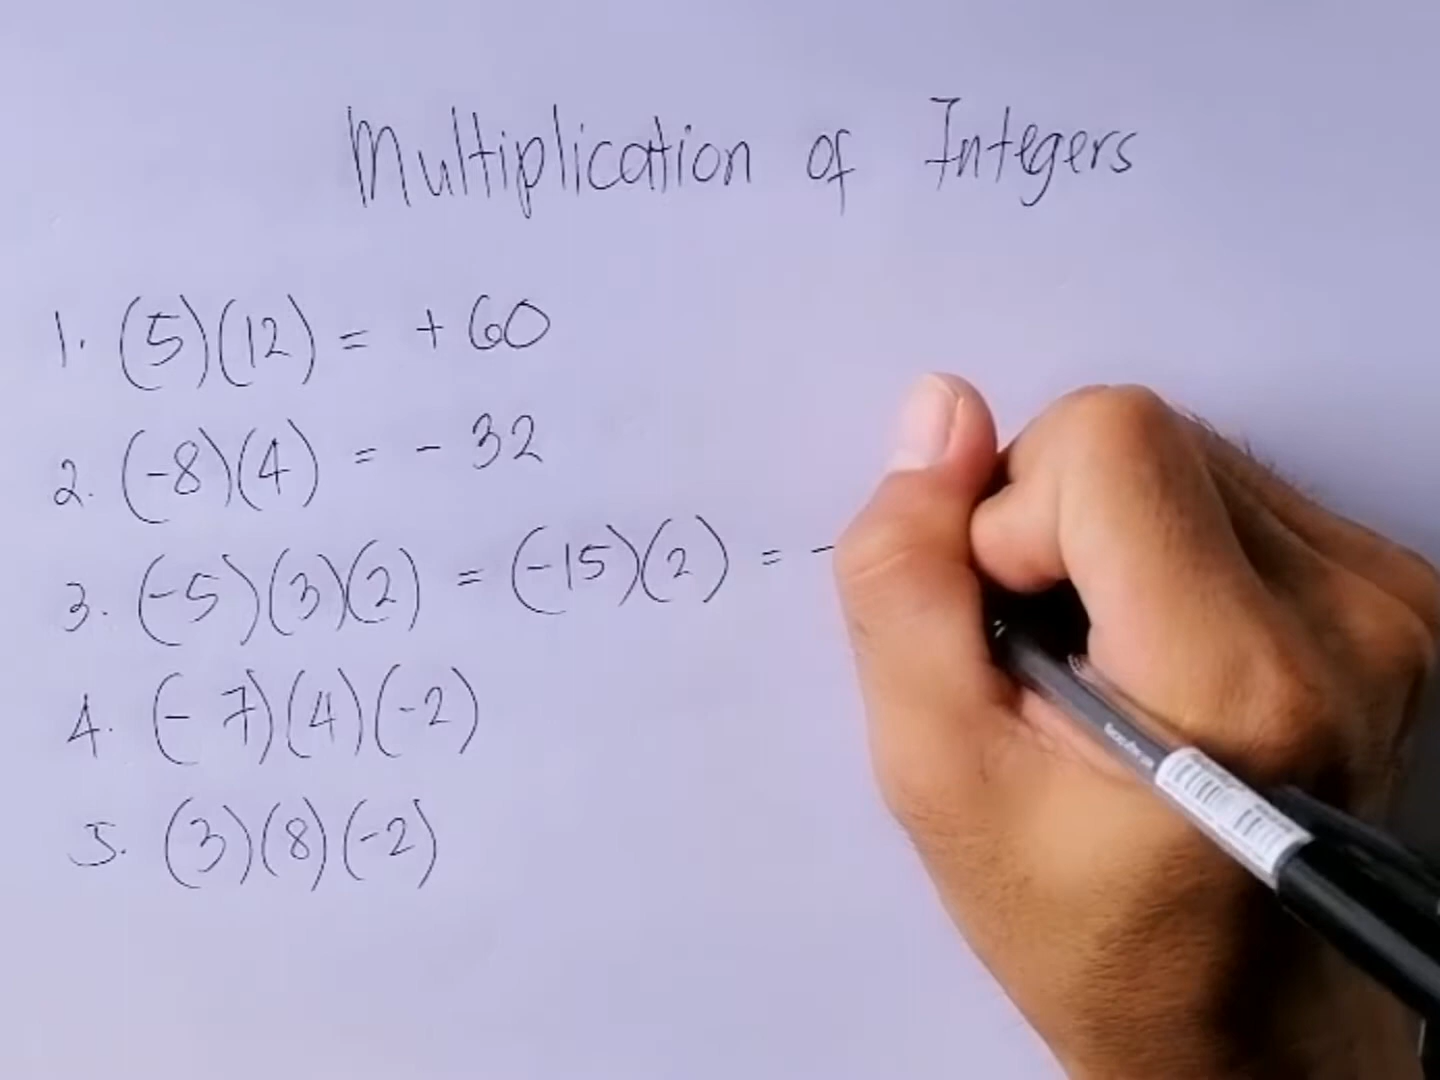 Multiplication of Integers
1. (5)(12) = + 60
2. (-8)(4) = - 32
3. (-5)(3)(2) = (-15)(2) = -
4. (-7)(4)(-2)
5. (3)(8)(-2)